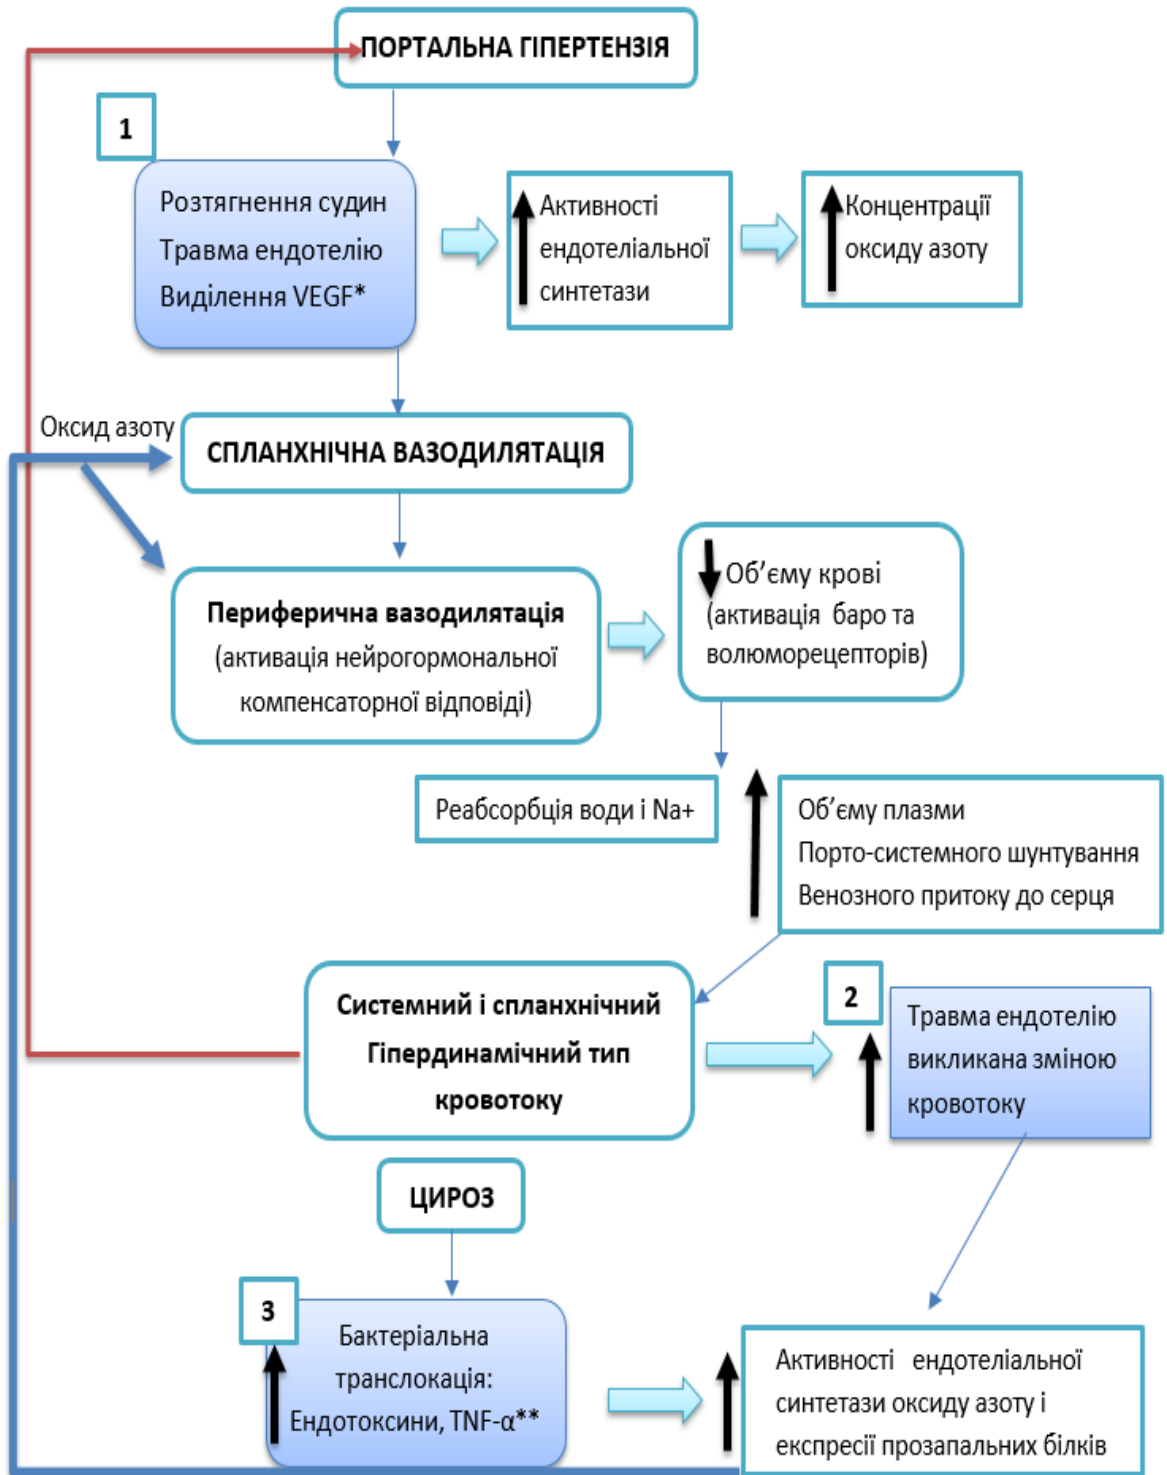 ПОРТАЛЬНА ГІПЕРТЕНЗІЯ
1
Розтягнення судин
Травма ендотелію
Виділення VEGF*
Активності
ендотеліальної
синтетази
Концентрації
оксиду азоту
Оксид азоту
СПЛАНХНІЧНА ВАЗОДИЛЯТАЦІЯ
Периферична вазодилятація
(активація нейрогормональної
компенсаторної відповіді)
Об’єму крові
(активація баро та
волюморецепторів)
Реабсорбція води і Na+
Об’єму плазми
Порто-системного шунтування
Венозного притоку до серця
Системний і спланхнічний
Гіпердинамічний тип
кровотоку
2
Травма ендотелію
викликана зміною
кровотоку
ЦИРОЗ
3
Бактеріальна
транслокація:
Ендотоксини, TNF-α**
Активності ендотеліальної
синтетази оксиду азоту і
експресії прозапальних білків